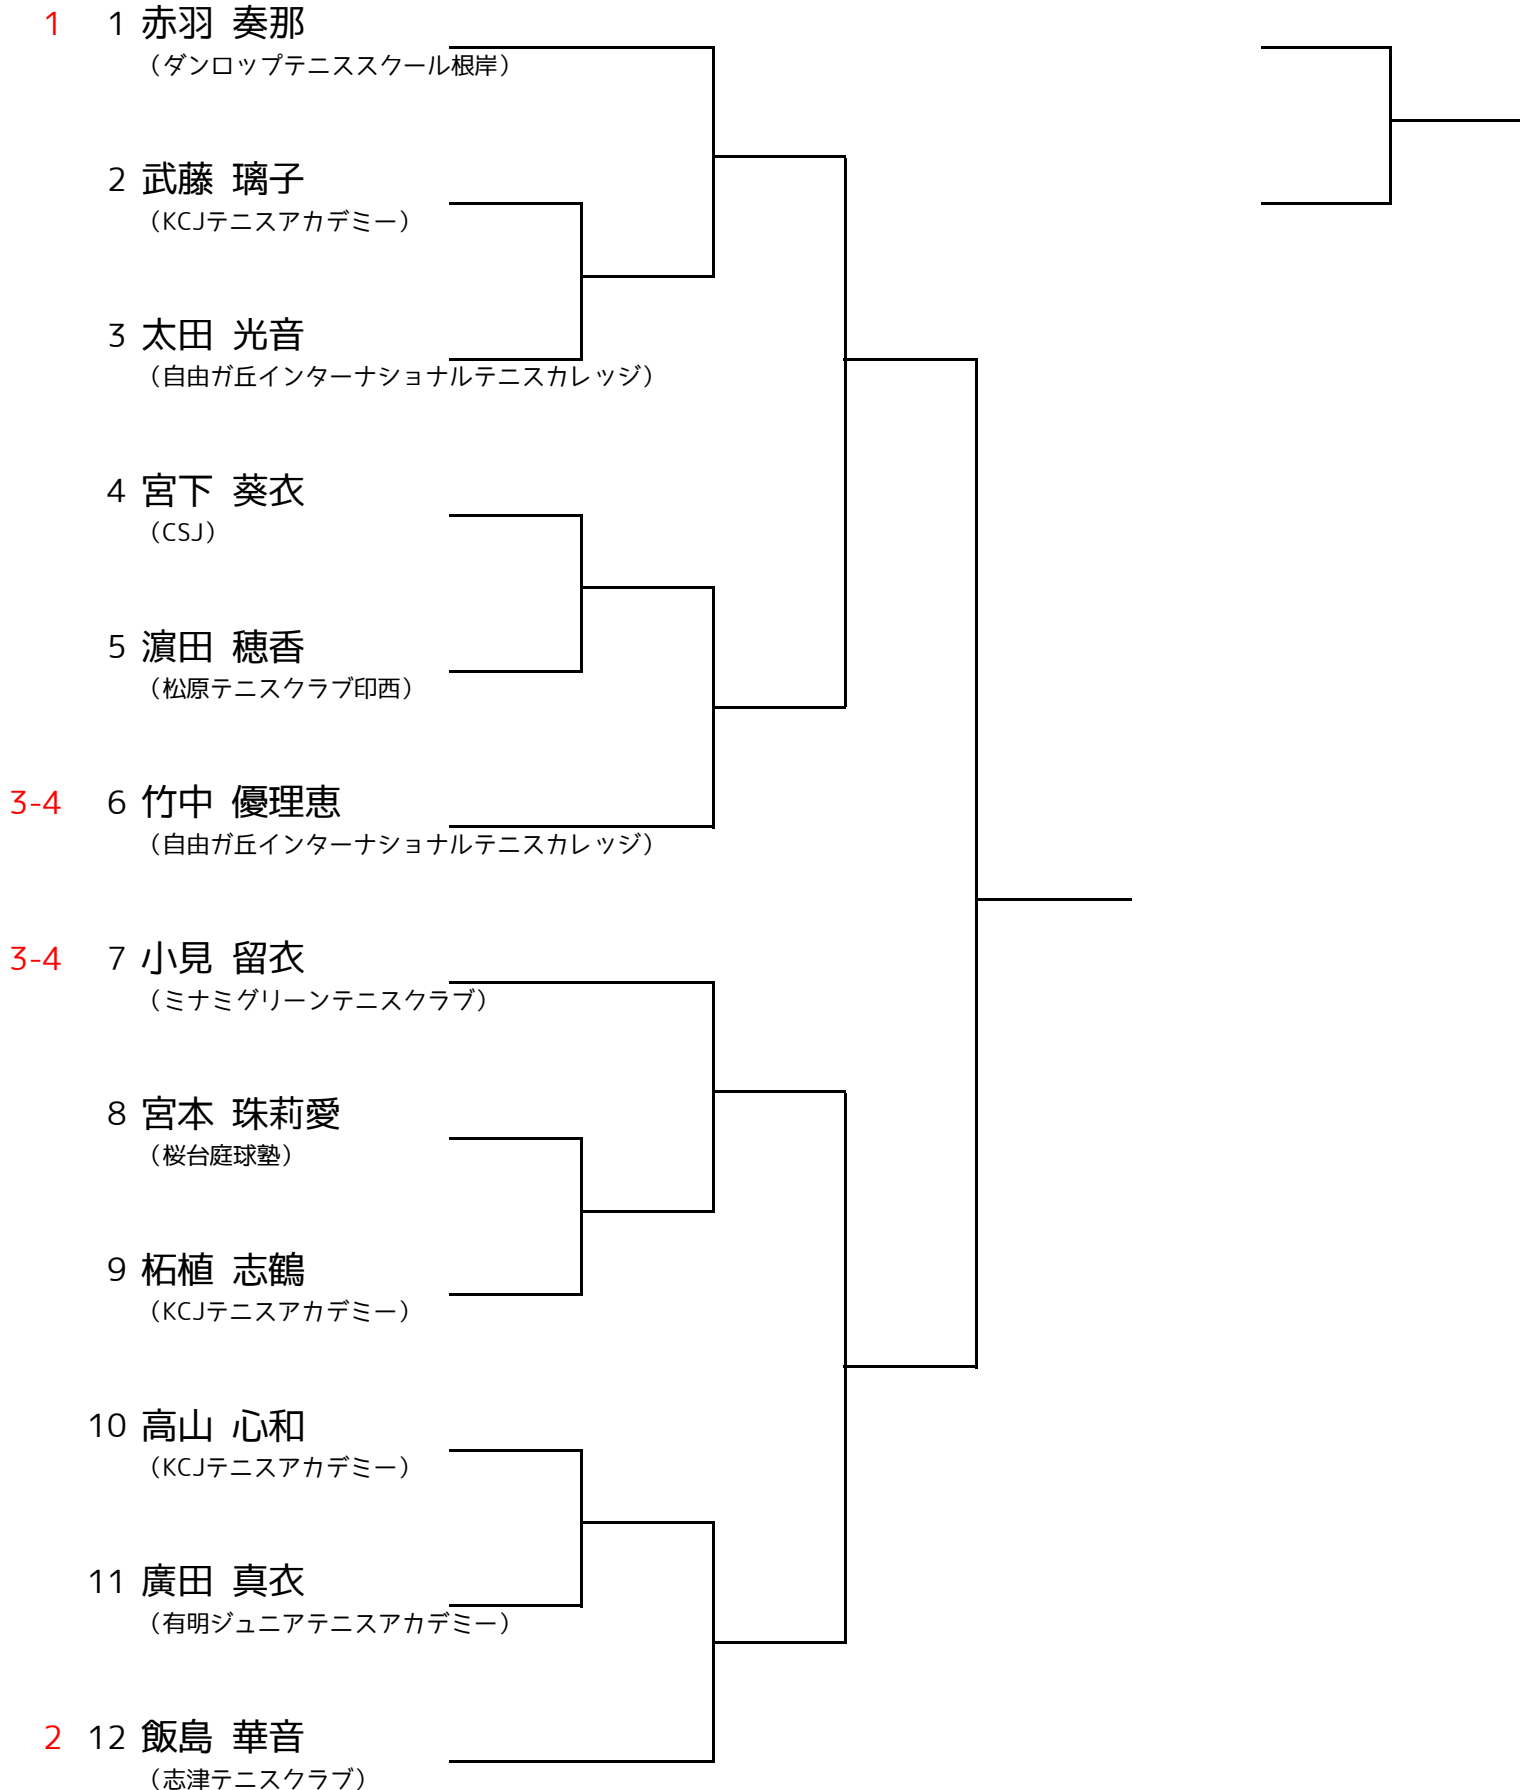 1 1 赤羽 奏那
（ダンロップテニススクール根岸）
2 武藤 璃子
（KCJテニスアカデミー）
3 太田 光音
（自由ガ丘インターナショナルテニスカレッジ）
4 宮下 葵衣
（CSJ）
5 濵田 穂香
（松原テニスクラブ印西）
3-4 6 竹中 優理恵
（自由ガ丘インターナショナルテニスカレッジ）
3-4 7 小見 留衣
（ミナミグリーンテニスクラブ）
8 宮本 珠莉愛
（桜台庭球塾）
9 柘植 志鶴
（KCJテニスアカデミー）
10 高山 心和
（KCJテニスアカデミー）
11 廣田 真衣
（有明ジュニアテニスアカデミー）
2 12 飯島 華音
（志津テニスクラブ）